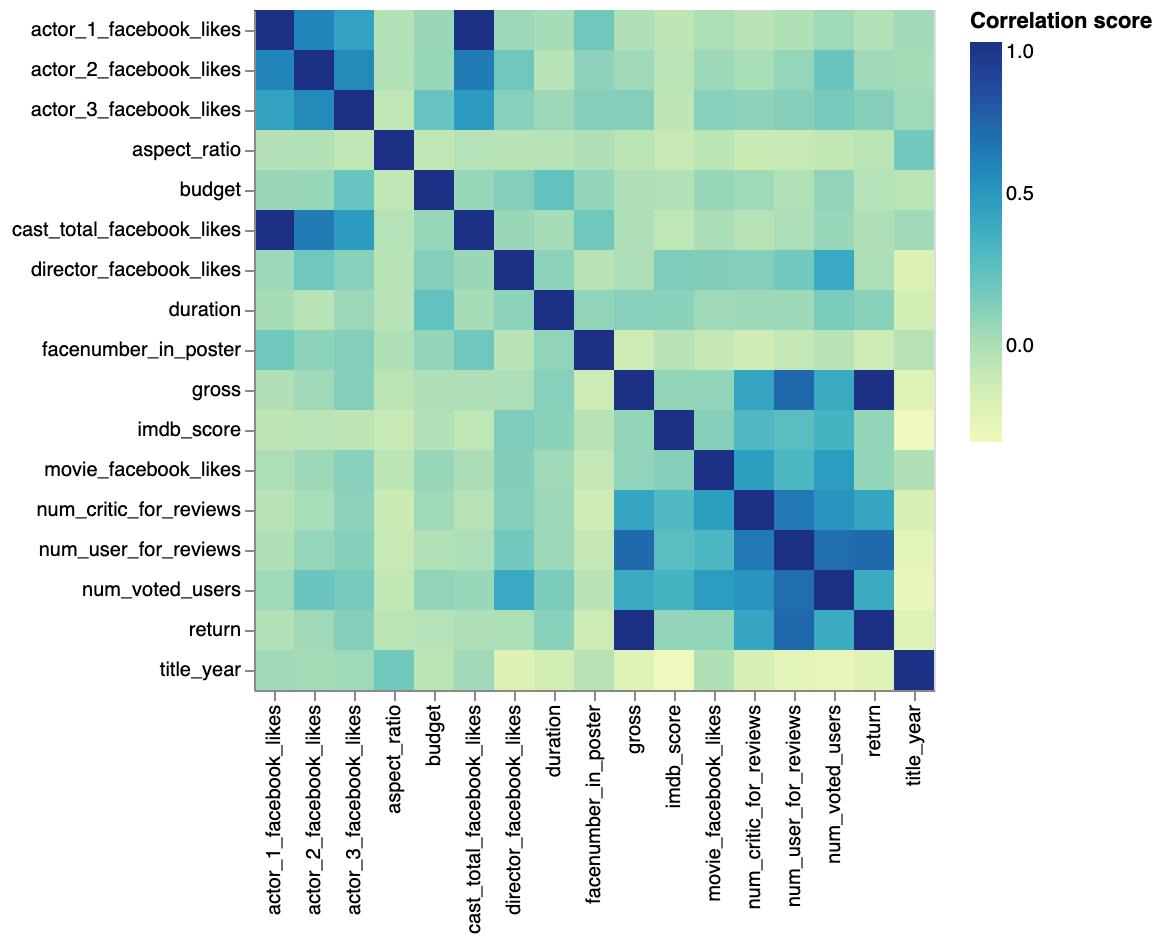 Correlation score
1.0
0.5
0.0
actor_1_facebook_likes
actor_2_facebook_likes
actor_3_facebook_likes
aspect_ratio
budget
cast_total_facebook_likes
director_facebook_likes
duration
facenumber_in_poster
gross
imdb_score
movie_facebook_likes
num_critic_for_reviews
num_user_for_reviews
num_voted_users
return
title_year
actor_1_facebook_likes
actor_2_facebook_likes
actor_3_facebook_likes
aspect_ratio
budget
cast_total_facebook_likes
director_facebook_likes
duration
facenumber_in_poster
gross
imdb_score
movie_facebook_likes
num_critic_for_reviews
num_user_for_reviews
num_voted_users
return
title_year